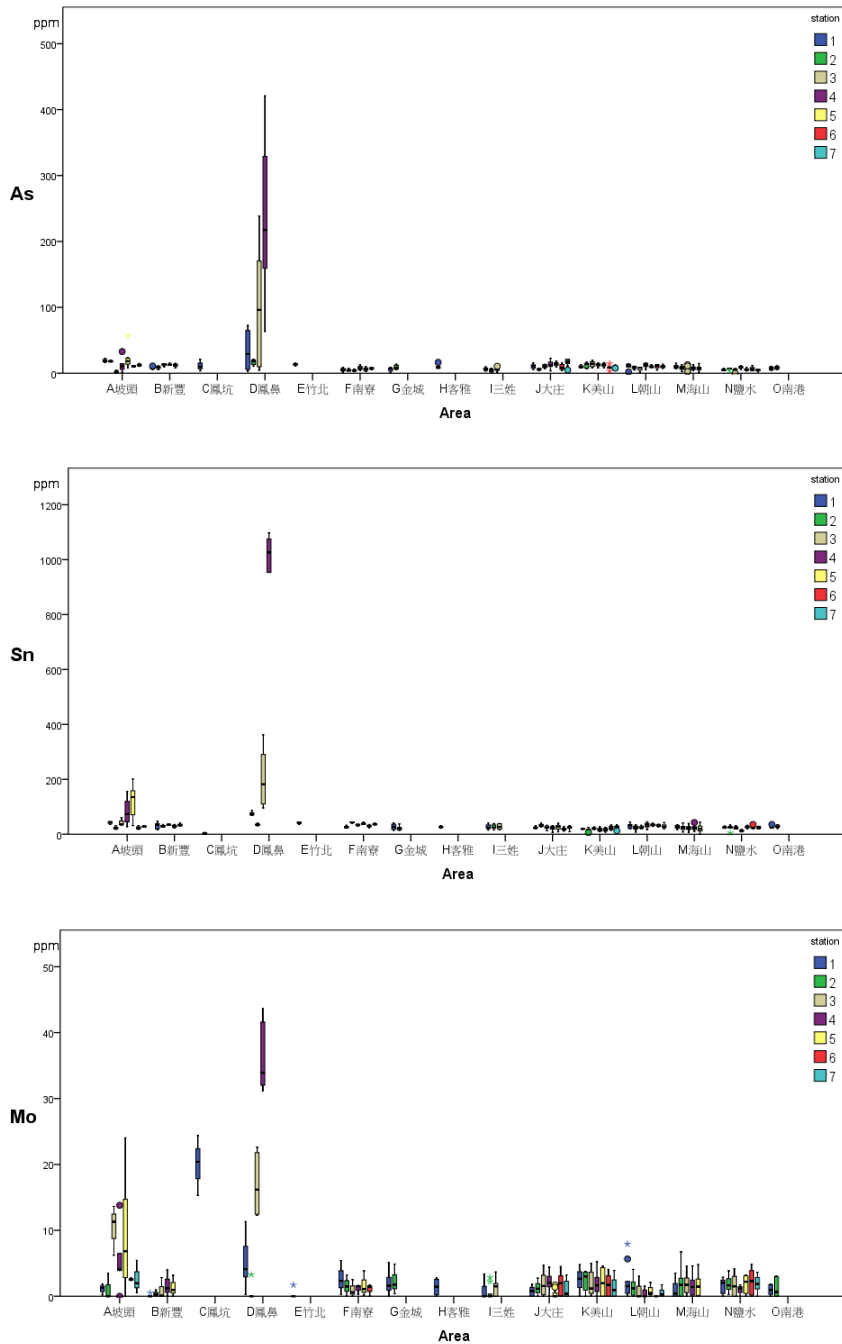 ppm
500
400
300
200
100
0
As
station
1
2
3
4
5
6
7
A坡頭 B新豐 C鳳坑 D鳳鼻 E竹北 F南寮 G金城 H客雅 I三姓 J大庄 K美山 L朝山 M海山 N鹽水 O南港
Area
ppm
1200
1000
800
600
400
200
0
Sn
station
1
2
3
4
5
6
7
A坡頭 B新豐 C鳳坑 D鳳鼻 E竹北 F南寮 G金城 H客雅 I三姓 J大庄 K美山 L朝山 M海山 N鹽水 O南港
Area
ppm
50
40
30
20
10
0
Mo
station
1
2
3
4
5
6
7
A坡頭 B新豐 C鳳坑 D鳳鼻 E竹北 F南寮 G金城 H客雅 I三姓 J大庄 K美山 L朝山 M海山 N鹽水 O南港
Area